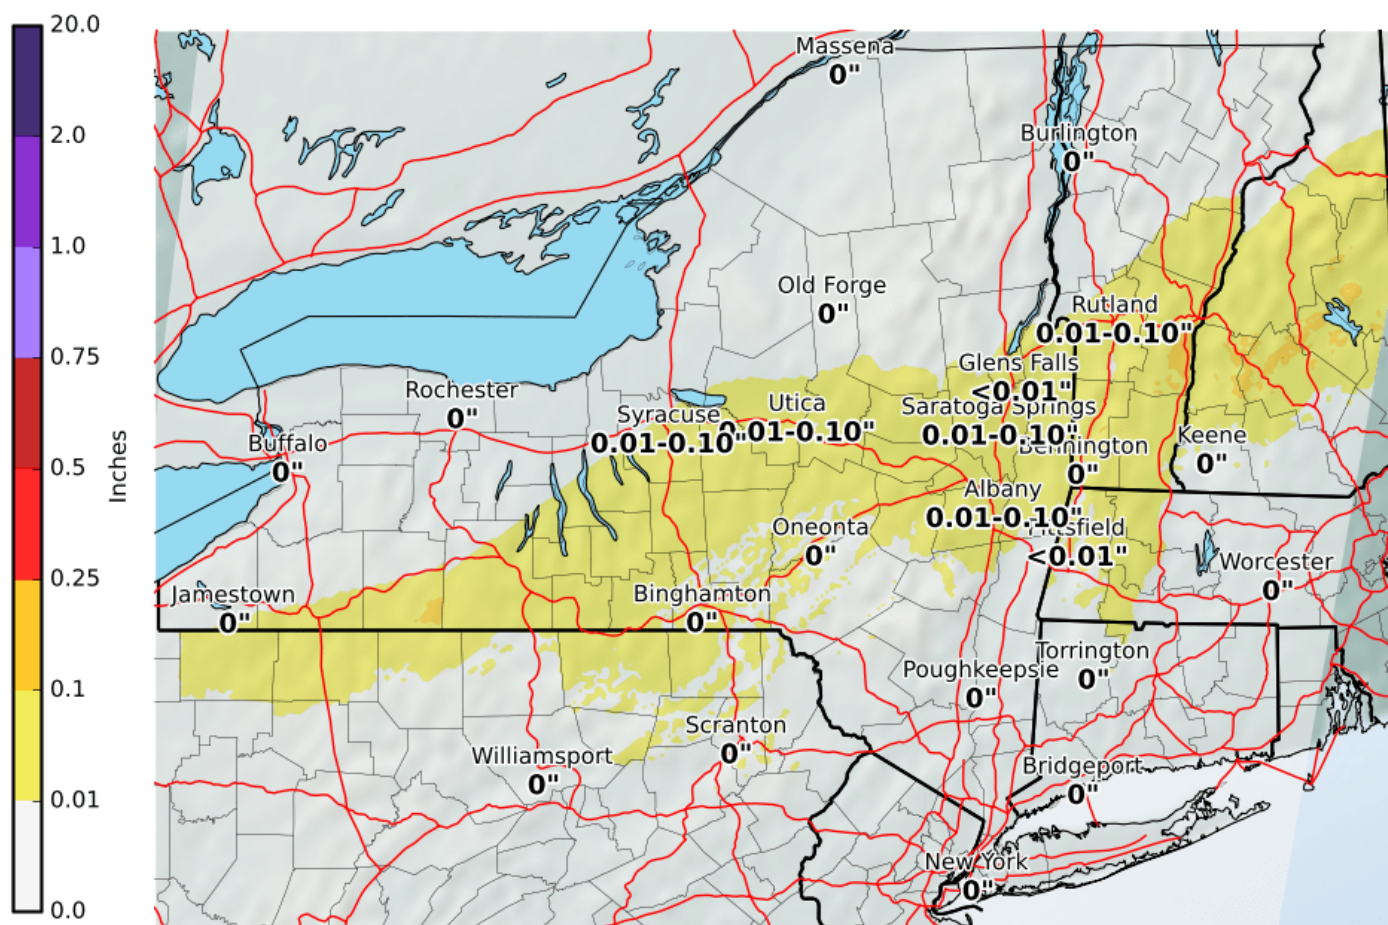 20.0
2.0
1.0
0.75
0.5
0.25
0.1
0.01
0.0
Inches
Massena
0"
Burlington
0"
Old Forge
0"
Rutland
0.01-0.10"
Glens Falls
<0.01"
Rochester
0"
Utica
0.01-0.10"
Syracuse
0.01-0.10"
Saratoga Springs
0.01-0.10"
Buffalo
0"
Bennington
0"
Keene
0"
Albany
0.01-0.10"
Oneonta
0"
Pittsfield
<0.01"
Worcester
0"
Jamestown
0"
Binghamton
0"
Poughkeepsie
0"
Torrington
0"
Scranton
0"
Williamsport
0"
Bridgeport
0"
New York
0"